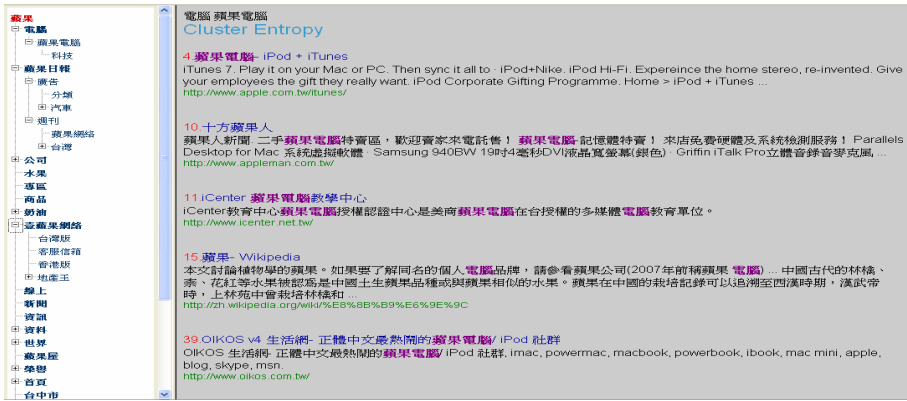 蘋果
電腦
蘋果電腦
科技
蘋果日報
廣告
分類
汽車
週刊
蘋果網絡
台灣
公司
水果
專區
商品
奶油
壹蘋果網絡
台灣版
客服信箱
香港版
地產王
線上
新聞
資訊
資料
世界
蘋果屋
榮譽
首頁
台中市
電腦 蘋果電腦
Cluster Entropy
4.蘋果電腦- iPod + iTunes
iTunes 7. Play it on your Mac or PC. Then sync it all to · iPod+Nike. iPod Hi-Fi. Expereince the home stereo, re-invented. Give
your employees the gift they really want. iPod Corporate Gifting Programme. Home > iPod + iTunes ...
http://www.apple.com.tw/itunes/
10.十方蘋果人
蘋果人新聞. 二手蘋果電腦特賣區，歡迎賣家來電託售！ 蘋果電腦-記憶體特賣！ 來店免費硬體及系統檢測服務！ Parallels
Desktop for Mac 系統虛擬軟體 · Samsung 940BW 19吋4毫秒DVI液晶寬螢幕(銀色) · Griffin iTalk Pro立體音錄音麥克風 ...
http://www.appleman.com.tw/
11.iCenter 蘋果電腦教學中心
iCenter教育中心蘋果電腦授權認證中心是美商蘋果電腦在台授權的多媒體電腦教育單位。
http://www.icenter.net.tw/
15.蘋果- Wikipedia
本文討論植物學的蘋果。如果要了解同名的個人電腦品牌，請參看蘋果公司(2007年前稱蘋果 電腦) ... 中國古代的林檎、
柰、花紅等水果被認為是中國土生蘋果品種或與蘋果相似的水果。蘋果在中國的栽培記錄可以追溯至西漢時期，漢武帝
時，上林苑中曾栽培林檎和 ...
http://zh.wikipedia.org/wiki/%E8%8B%B9%E6%9E%9C
39.OIKOS v4 生活網- 正體中文最熱鬧的蘋果電腦/ iPod 社群
OIKOS 生活網- 正體中文最熱鬧的蘋果電腦/ iPod 社群, imac, powermac, macbook, powerbook, ibook, mac mini, apple,
blog, skype, msn.
http://www.oikos.com.tw/